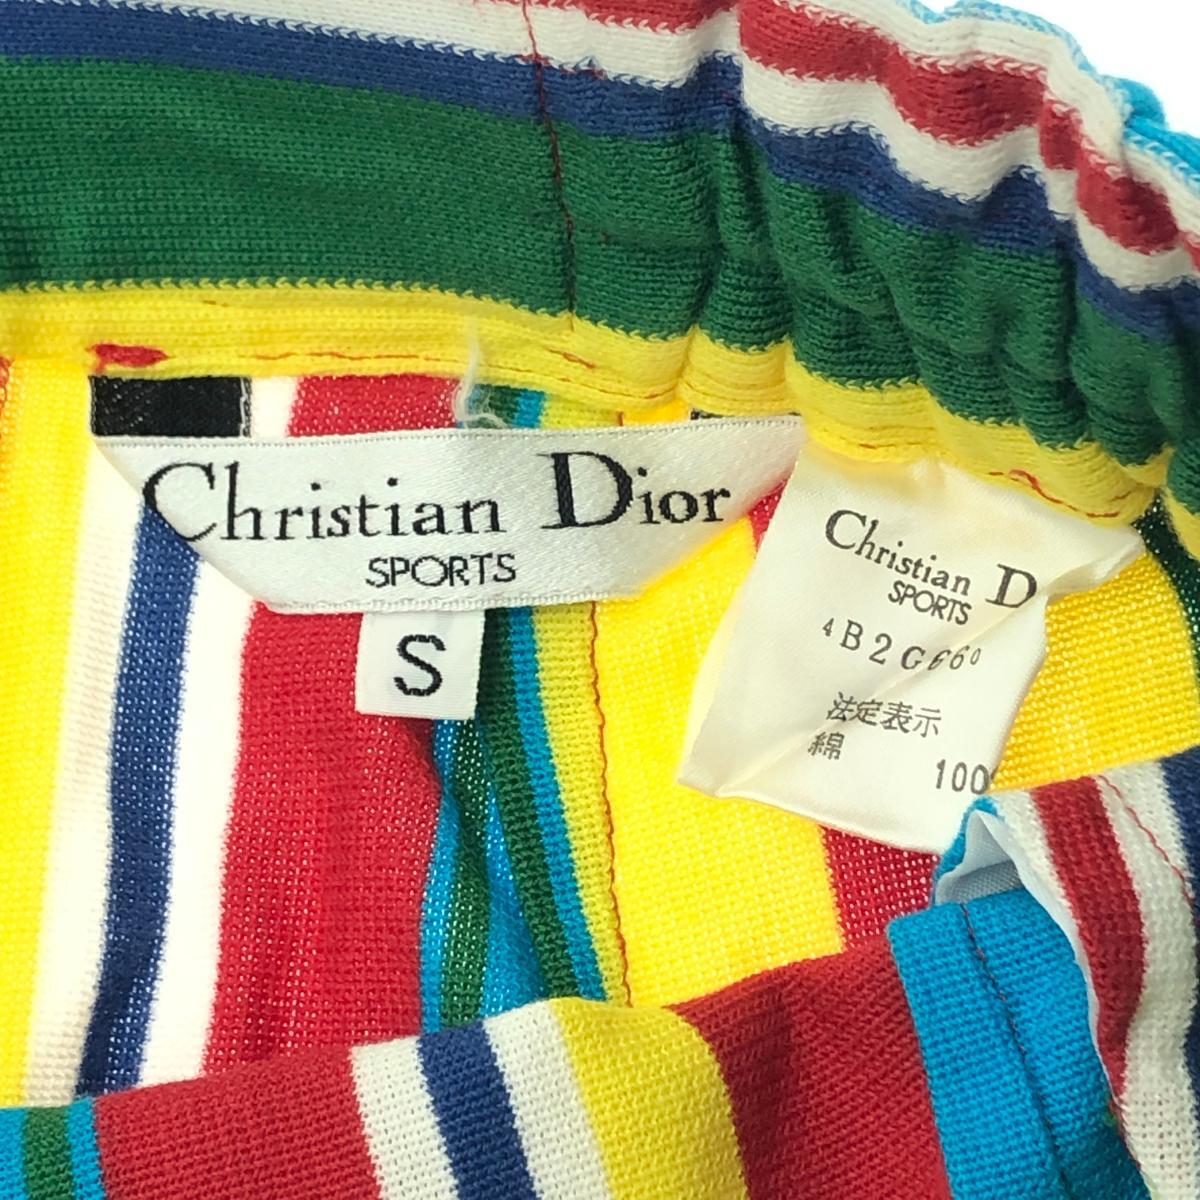 Christian Dior
SPORTS
S
Christian D
SPORTS
4B2G660
法定表示
綿 100